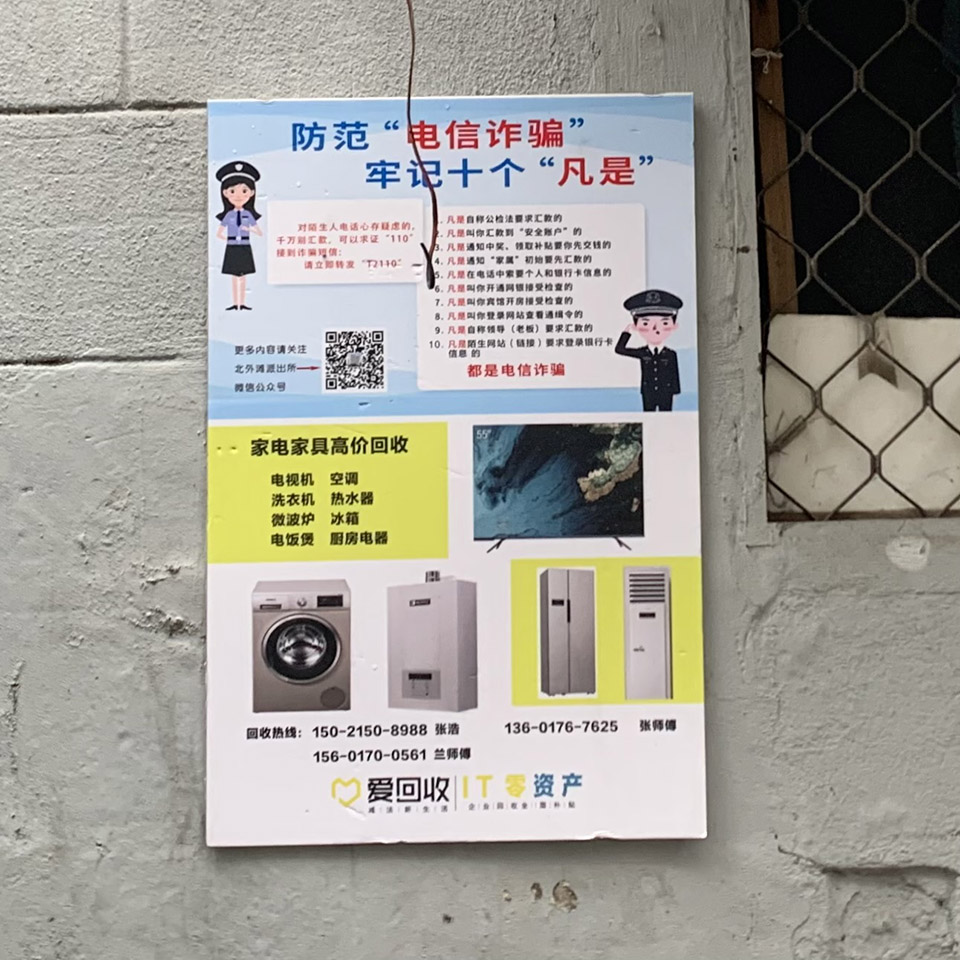 防范“电信诈骗”
牢记十个“凡是”
对陌生人电话心存疑虑的,
千万别汇款，可以求证“110”
接到诈骗短信:
请立即转发“T2110”
1. 凡是自称公检法要求汇款的
2. 凡是叫你汇款到“安全账户”的
3. 凡是通知中奖、领取补贴要你先交钱的
4. 凡是通知“家属”初始要先汇款的
5. 凡是在电话中索要个人和银行卡信息的
6. 凡是叫你开通网银接受检查的
7. 凡是叫你宾馆开房接受检查的
8. 凡是叫你登录网站查看通缉令的
9. 凡是自称领导（老板）要求汇款的
10. 凡是陌生网站（链接）要求登录银行卡
信息 的
都是电信诈骗
更多内容请关注
北外滩派出所
微信公众号
家电家具高价回收
电视机 空调
洗衣机 热水器
微波炉 冰箱
电饭煲 厨房电器
55"
回收热线: 150-2150-8988 张浩 136-0176-7625 张师傅
156-0170-0561 兰师傅
爱回收 IT 零资产
减法新生活